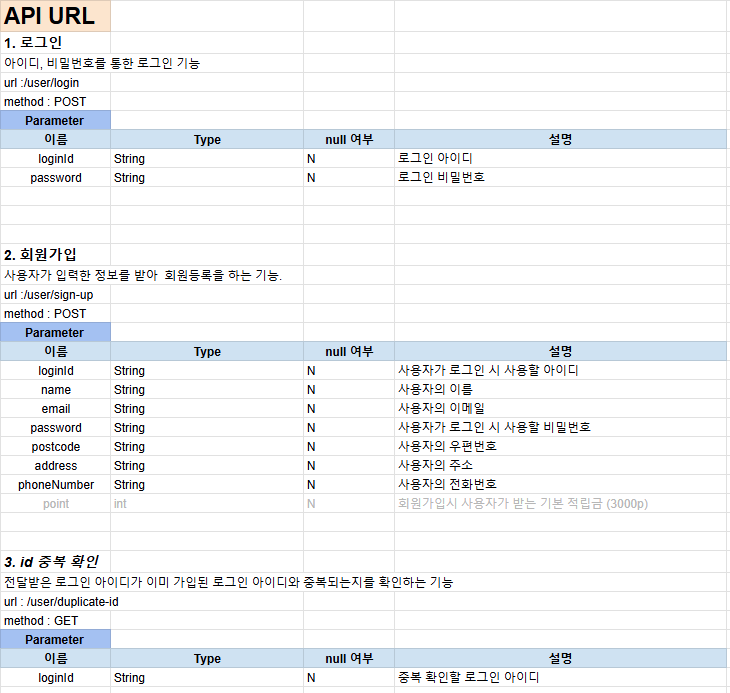 API URL
1. 로그인
아이디, 비밀번호를 통한 로그인 기능
url :/user/login
method : POST
Parameter
이름 Type null 여부 설명
loginId String N 로그인 아이디
password String N 로그인 비밀번호
2. 회원가입
사용자가 입력한 정보를 받아  회원등록을 하는 기능.
url :/user/sign-up
method : POST
Parameter
이름 Type null 여부 설명
loginId String N 사용자가 로그인 시 사용할 아이디
name String N 사용자의 이름
email String N 사용자의 이메일
password String N 사용자가 로그인 시 사용할 비밀번호
postcode String N 사용자의 우편번호
address String N 사용자의 주소
phoneNumber String N 사용자의 전화번호
point int N 회원가입시 사용자가 받는 기본 적립금 (3000p)
3. id 중복 확인
전달받은 로그인 아이디가 이미 가입된 로그인 아이디와 중복되는지를 확인하는 기능
url : /user/duplicate-id
method : GET
Parameter
이름 Type null 여부 설명
loginId String N 중복 확인할 로그인 아이디